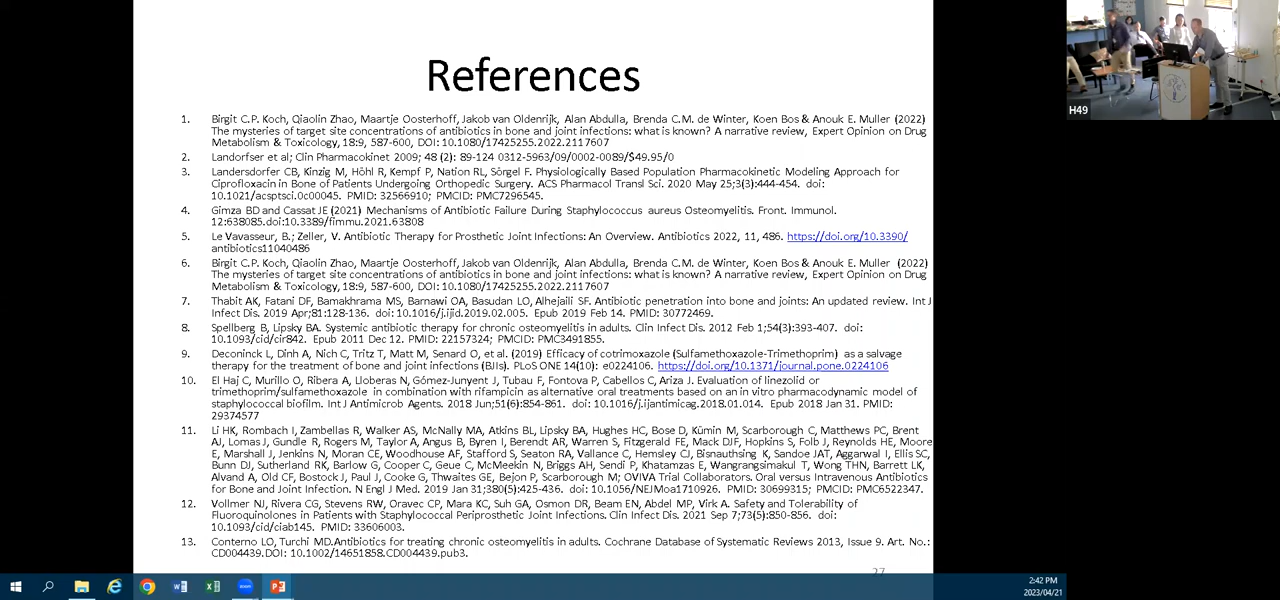 References
1. Birgit C.P. Koch, Qiaolin Zhao, Maartje Oosterhoff, Jakob van Oldenrijk, Alan Abdulla, Brenda C.M. de Winter, Koen Bos & Anouk E. Muller (2022)
The mysteries of target site concentrations of antibiotics in bone and joint infections: what is known? A narrative review, Expert Opinion on Drug
Metabolism & Toxicology, 18:9, 587-600, DOI: 10.1080/17425255.2022.2117607
2. Landorfser et al; Clin Pharmacokinet 2009; 48 (2): 89-124 0312-5963/09/0002-0089/$49.95/0
3. Landersdorfer CB, Kinzig M, Höhl R, Kempf P, Nation RL, Sörgel F. Physiologically Based Population Pharmacokinetic Modeling Approach for
Ciprofloxacin in Bone of Patients Undergoing Orthopedic Surgery. ACS Pharmacol Transl Sci. 2020 May 25;3(3):444-454. doi:
10.1021/acsptsci.0c00045. PMID: 32566910; PMCID: PMC7296545.
4. Gimza BD and Cassat JE (2021) Mechanisms of Antibiotic Failure During Staphylococcus aureus Osteomyelitis. Front. Immunol.
12:638085.doi:10.3389/fimmu.2021.63808
5. Le Vavasseur, B.; Zeller, V. Antibiotic Therapy for Prosthetic Joint Infections: An Overview. Antibiotics 2022, 11, 486. https://doi.org/10.3390/
antibiotics11040486
6. Birgit C.P. Koch, Qiaolin Zhao, Maartje Oosterhoff, Jakob van Oldenrijk, Alan Abdulla, Brenda C.M. de Winter, Koen Bos & Anouk E. Muller (2022)
The mysteries of target site concentrations of antibiotics in bone and joint infections: what is known? A narrative review, Expert Opinion on Drug
Metabolism & Toxicology, 18:9, 587-600, DOI: 10.1080/17425255.2022.2117607
7. Thabit AK, Fatani DF, Bamakhrama MS, Barnawi OA, Basudan LO, Alhejaili SF. Antibiotic penetration into bone and joints: An updated review. Int J
Infect Dis. 2019 Apr;81:128-136. doi: 10.1016/j.ijid.2019.02.005. Epub 2019 Feb 14. PMID: 30772469.
8. Spellberg B, Lipsky BA. Systemic antibiotic therapy for chronic osteomyelitis in adults. Clin Infect Dis. 2012 Feb 1;54(3):393-407. doi:
10.1093/cid/cir842. Epub 2011 Dec 12. PMID: 22157324; PMCID: PMC3491855.
9. Deconinck L, Dinh A, Nich C, Tritz T, Matt M, Senard O, et al. (2019) Efficacy of cotrimoxazole (Sulfamethoxazole-Trimethoprim) as a salvage
therapy for the treatment of bone and joint infections (BJIs). PLoS ONE 14(10): e0224106. https://doi.org/10.1371/journal.pone.0224106
10. El Haj C, Murillo O, Ribera A, Lloberas N, Gómez-Junyent J, Tubau F, Fontova P, Cabellos C, Ariza J. Evaluation of linezolid or
trimethoprim/sulfamethoxazole in combination with rifampicin as alternative oral treatments based on an in vitro pharmacodynamic model of
staphylococcal biofilm. Int J Antimicrob Agents. 2018 Jun;51(6):854-861. doi: 10.1016/j.ijantimicag.2018.01.014. Epub 2018 Jan 31. PMID:
29374577
11. Li HK, Rombach I, Zambellas R, Walker AS, McNally MA, Atkins BL, Lipsky BA, Hughes HC, Bose D, Kümin M, Scarborough C, Matthews PC, Brent
AJ, Lomas J, Gundle R, Rogers M, Taylor A, Angus B, Byren I, Berendt AR, Warren S, Fitzgerald FE, Mack DJF, Hopkins S, Folb J, Reynolds HE, Moore
E, Marshall J, Jenkins N, Moran CE, Woodhouse AF, Stafford S, Seaton RA, Vallance C, Hemsley CJ, Bisnauthsing K, Sandoe JAT, Aggarwal I, Ellis SC,
Bunn DJ, Sutherland RK, Barlow G, Cooper C, Geue C, McMeekin N, Briggs AH, Sendi P, Khatamzas E, Wangrangsimakul T, Wong THN, Barrett LK,
Alvand A, Old CF, Bostock J, Paul J, Cooke G, Thwaites GE, Bejon P, Scarborough M; OVIVA Trial Collaborators. Oral versus Intravenous Antibiotics
for Bone and Joint Infection. N Engl J Med. 2019 Jan 31;380(5):425-436. doi: 10.1056/NEJMoa1710926. PMID: 30699315; PMCID: PMC6522347.
12. Vollmer NJ, Rivera CG, Stevens RW, Oravec CP, Mara KC, Suh GA, Osmon DR, Beam EN, Abdel MP, Virk A. Safety and Tolerability of
Fluoroquinolones in Patients with Staphylococcal Periprosthetic Joint Infections. Clin Infect Dis. 2021 Sep 7;73(5):850-856. doi:
10.1093/cid/ciab145. PMID: 33606003.
13. Conterno LO, Turchi MD.Antibiotics for treating chronic osteomyelitis in adults. Cochrane Database of Systematic Reviews 2013, Issue 9. Art. No.:
CD004439.DOI: 10.1002/14651858.CD004439.pub3.
27
H49
2:42 PM
2023/04/21